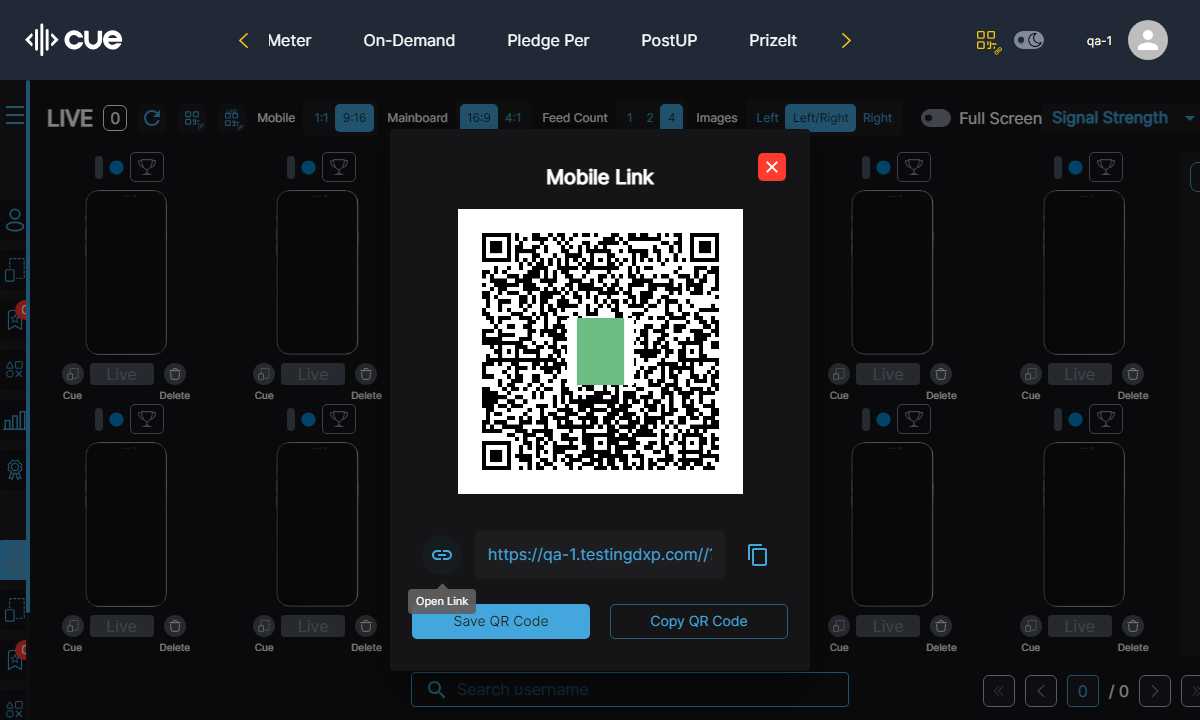 cue
Meter On-Demand Pledge Per PostUP PrizeIt
qa-1
LIVE 0 Mobile 1:1 9:16 Mainboard 16:9 4:1 Feed Count 1 2 4 Images Left Left/Right Right Full Screen Signal Strength
Mobile Link
Live Live Live Live
Cue Delete Cue Delete Cue Delete Cue Delete
https://qa-1.testingdxp.com//
Open Link
Save QR Code Copy QR Code
Live Live Live Live
Cue Delete Cue Delete Cue Delete Cue Delete
Search username
0 / 0